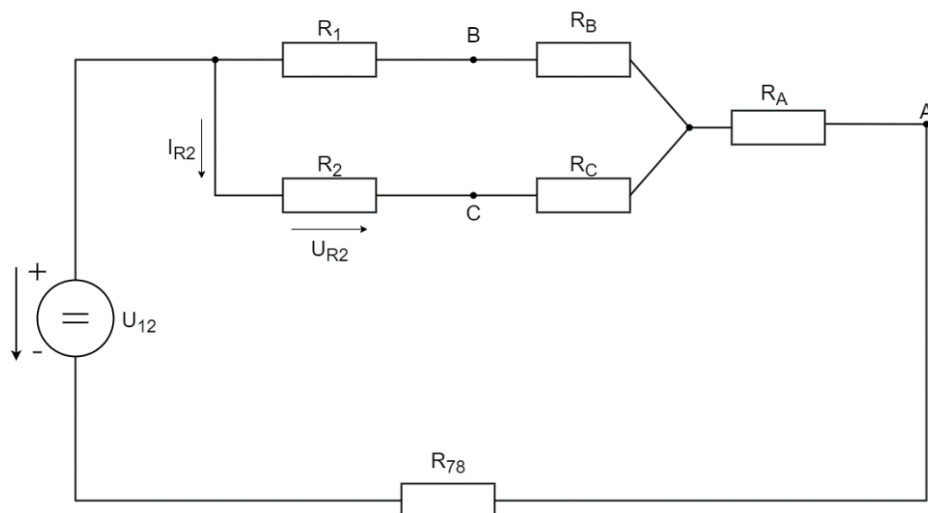 R1
B
RB
RA
A
IR2
R2
C
RC
UR2
+
=
U12
-
R78